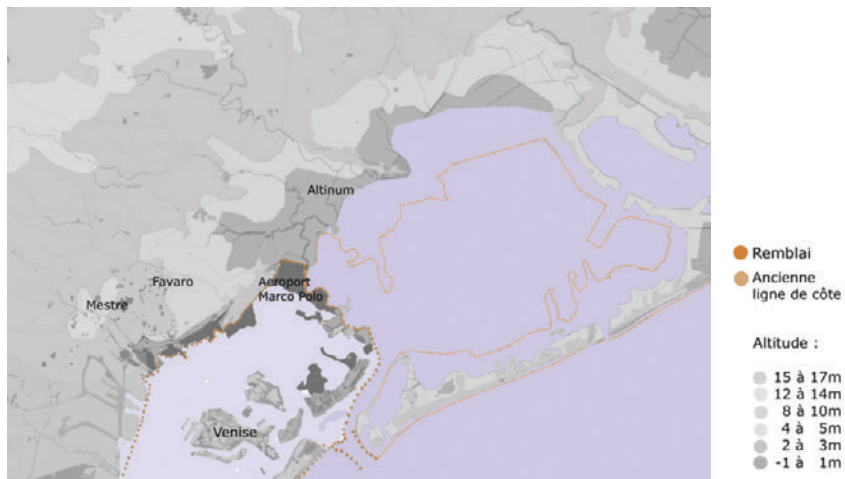 Altinum
Favaro
Aeroport
Marco Polo
Mestre
Venise
Remblai
Ancienne
ligne de côte
Altitude :
15 à 17m
12 à 14m
8 à 10m
4 à 5m
2 à 3m
-1 à 1m